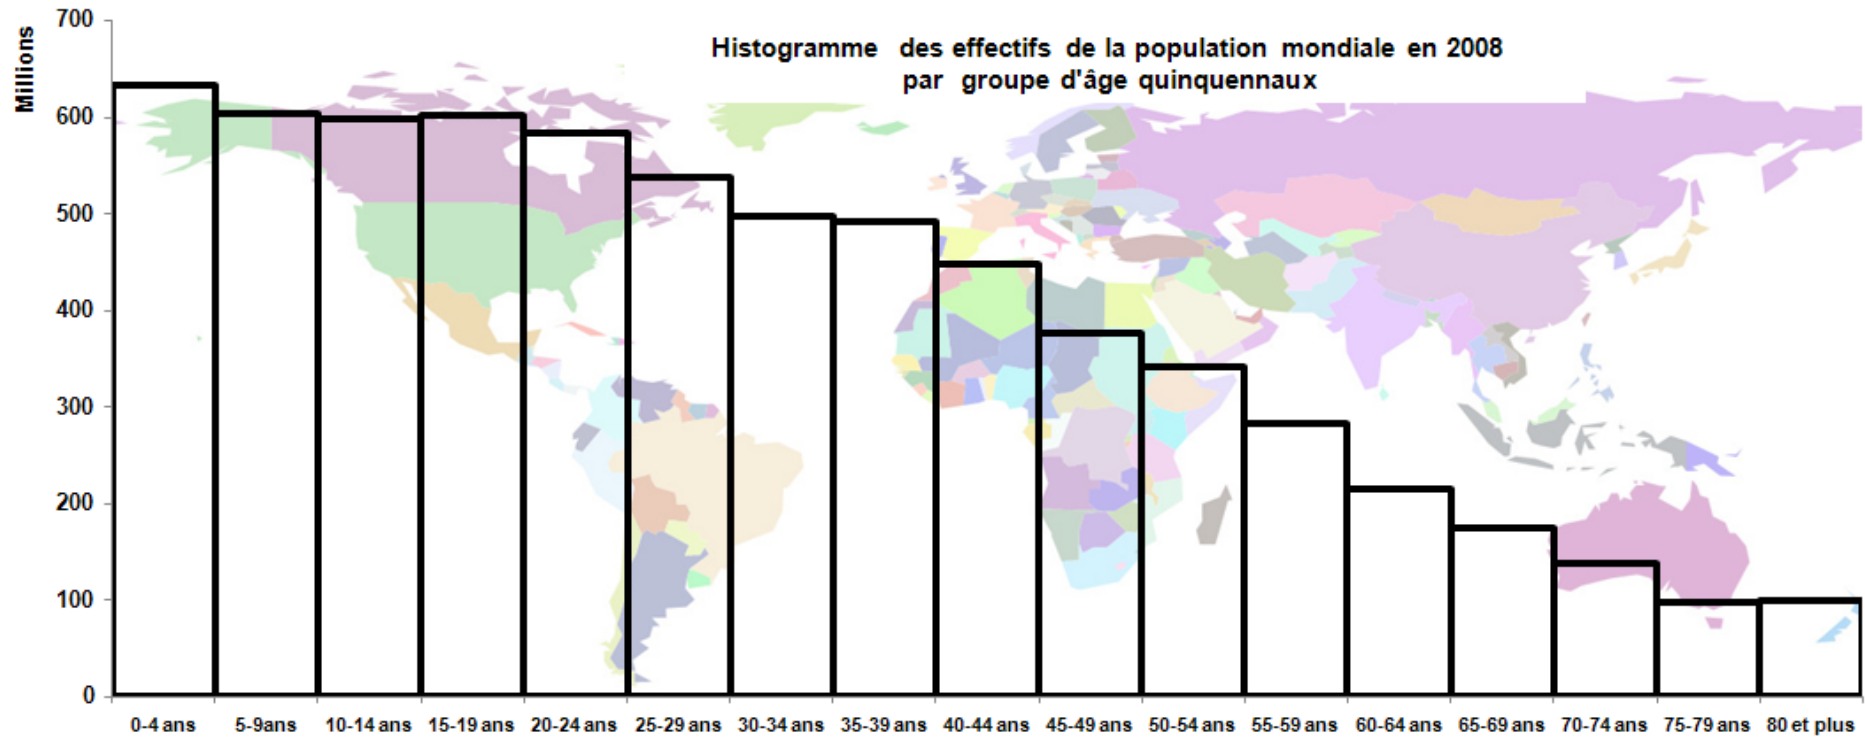 700
Millions
Histogramme des effectifs de la population mondiale en 2008
par groupe d'âge quinquennaux
600
500
400
300
200
100
0
0-4 ans 5-9ans 10-14 ans 15-19 ans 20-24 ans 25-29 ans 30-34 ans 35-39 ans 40-44 ans 45-49 ans 50-54 ans 55-59 ans 60-64 ans 65-69 ans 70-74 ans 75-79 ans 80 et plus